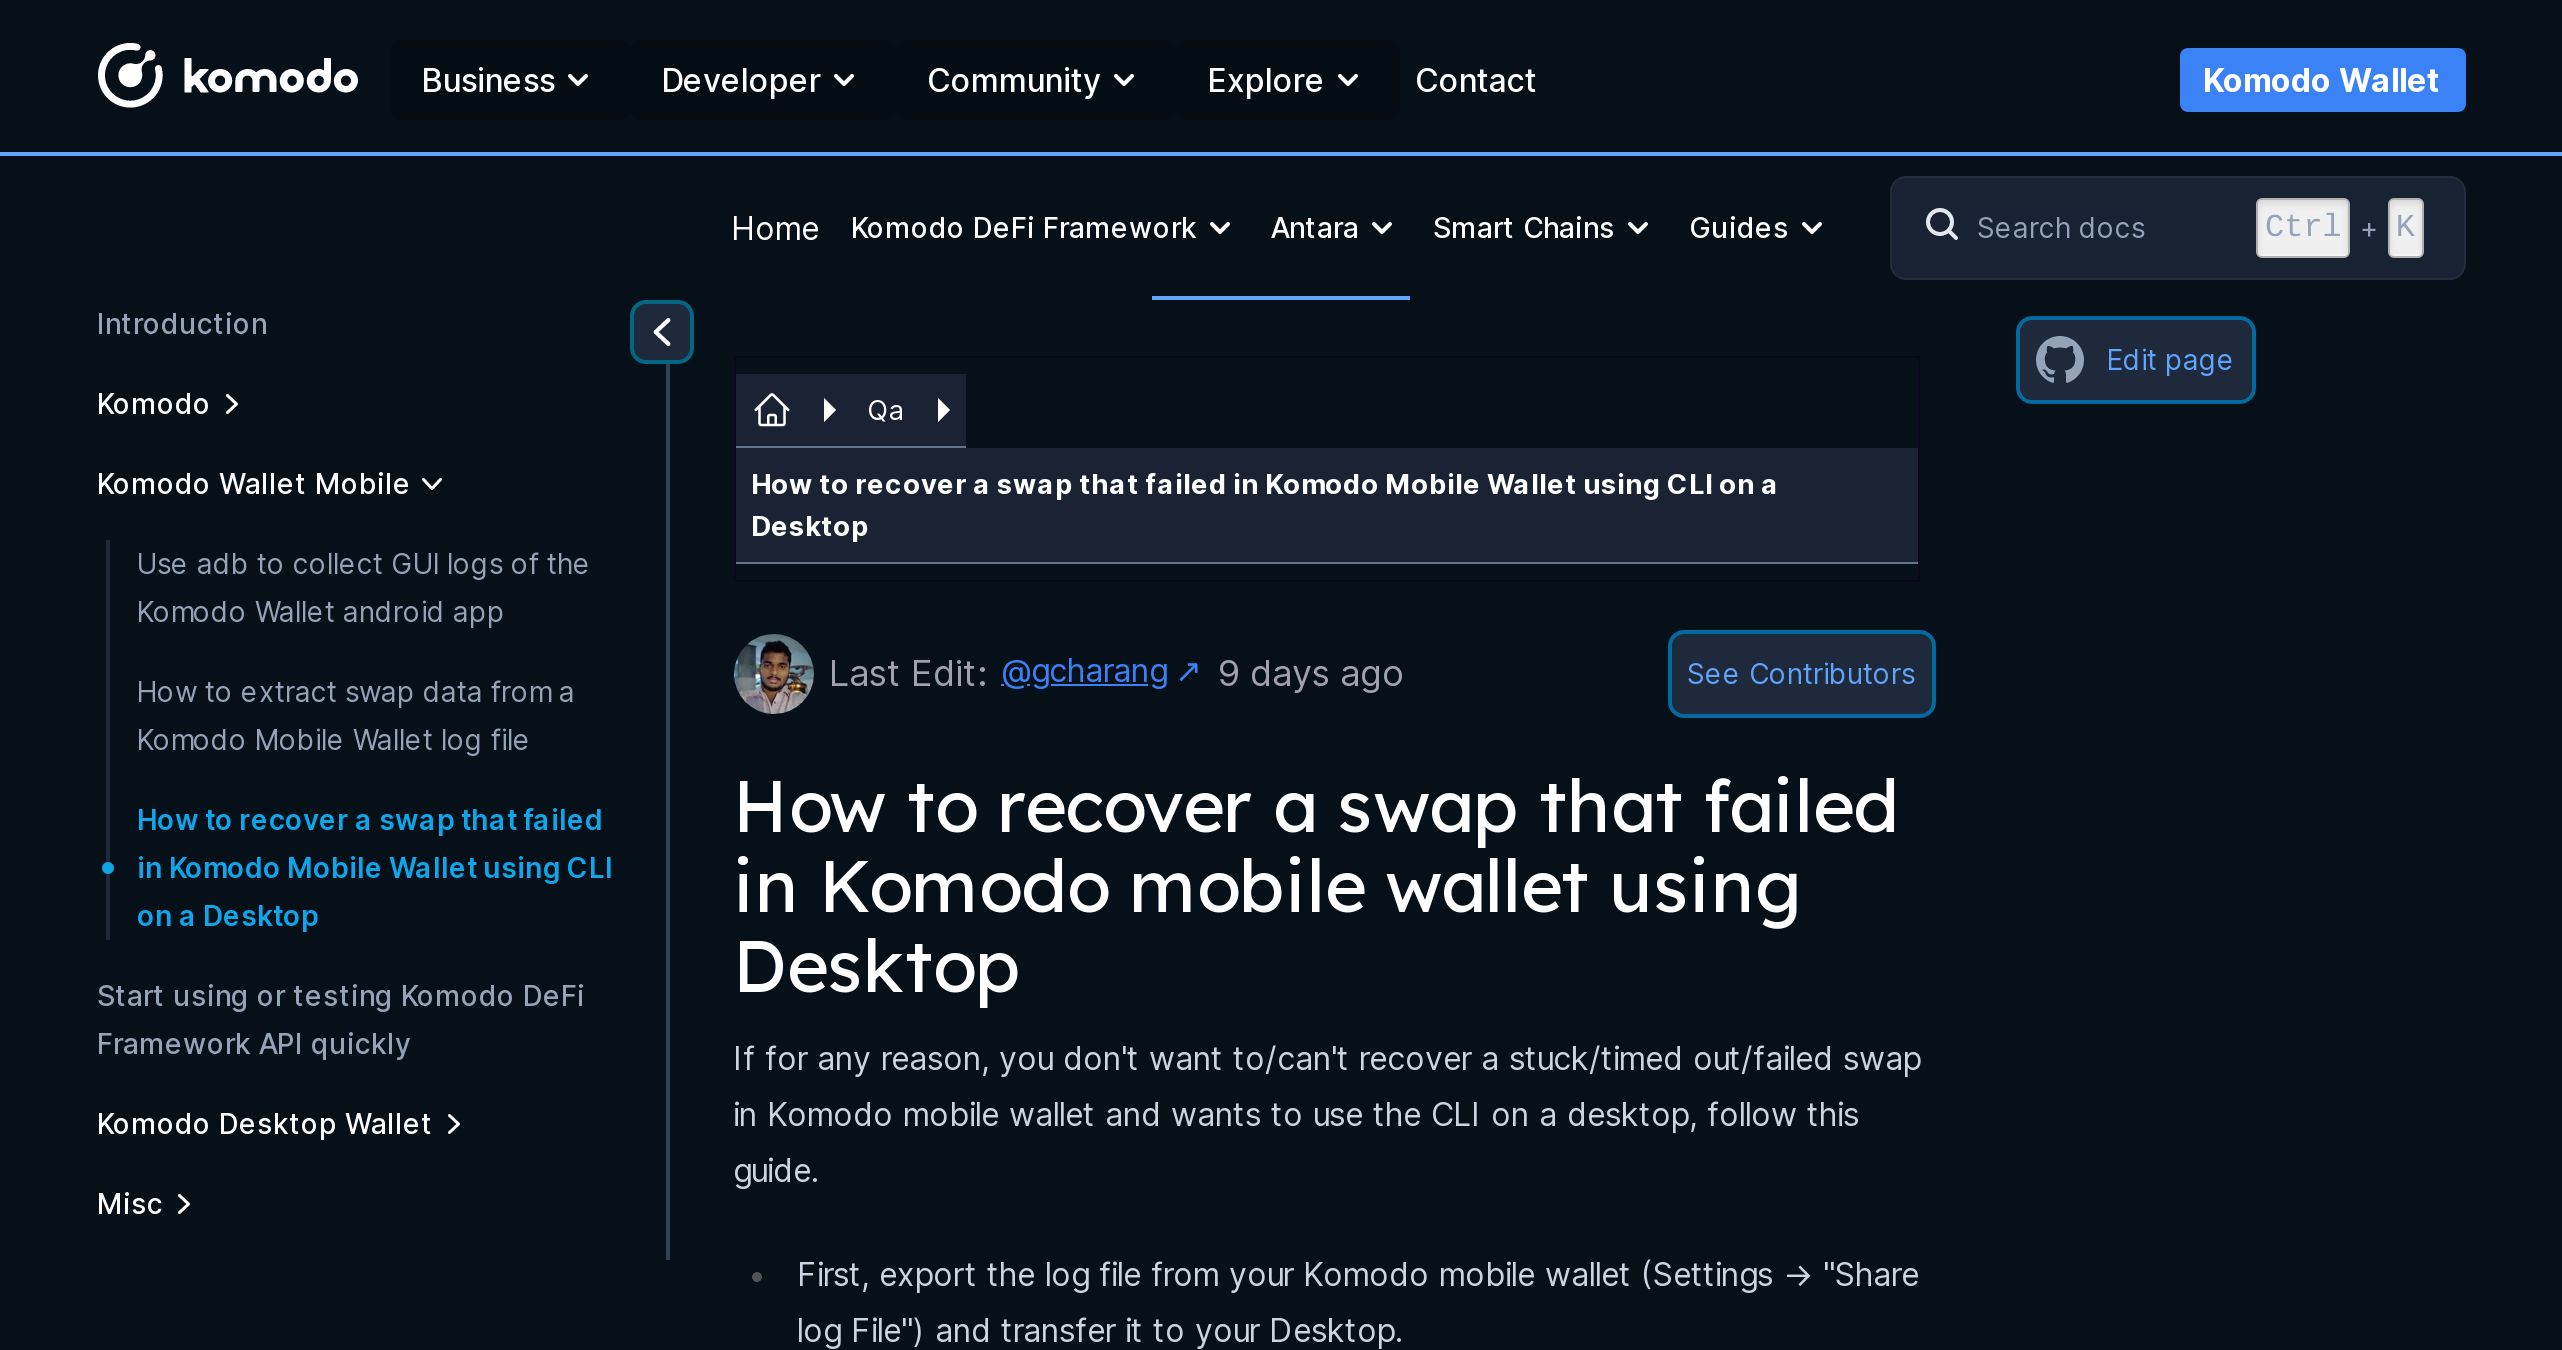 komodo
Business
Developer
Community
Explore
Contact
Komodo Wallet
Home
Komodo DeFi Framework
Antara
Smart Chains
Guides
Search docs
Ctrl + K
Introduction
Komodo
Komodo Wallet Mobile
Use adb to collect GUI logs of the
Komodo Wallet android app
How to extract swap data from a
Komodo Mobile Wallet log file
How to recover a swap that failed
in Komodo Mobile Wallet using CLI
on a Desktop
Start using or testing Komodo DeFi
Framework API quickly
Komodo Desktop Wallet
Misc
Edit page
Qa
How to recover a swap that failed in Komodo Mobile Wallet using CLI on a
Desktop
Last Edit: @gcharang ↗ 9 days ago
See Contributors
How to recover a swap that failed
in Komodo mobile wallet using
Desktop
If for any reason, you don't want to/can't recover a stuck/timed out/failed swap
in Komodo mobile wallet and wants to use the CLI on a desktop, follow this
guide.
First, export the log file from your Komodo mobile wallet (Settings → "Share
log File") and transfer it to your Desktop.